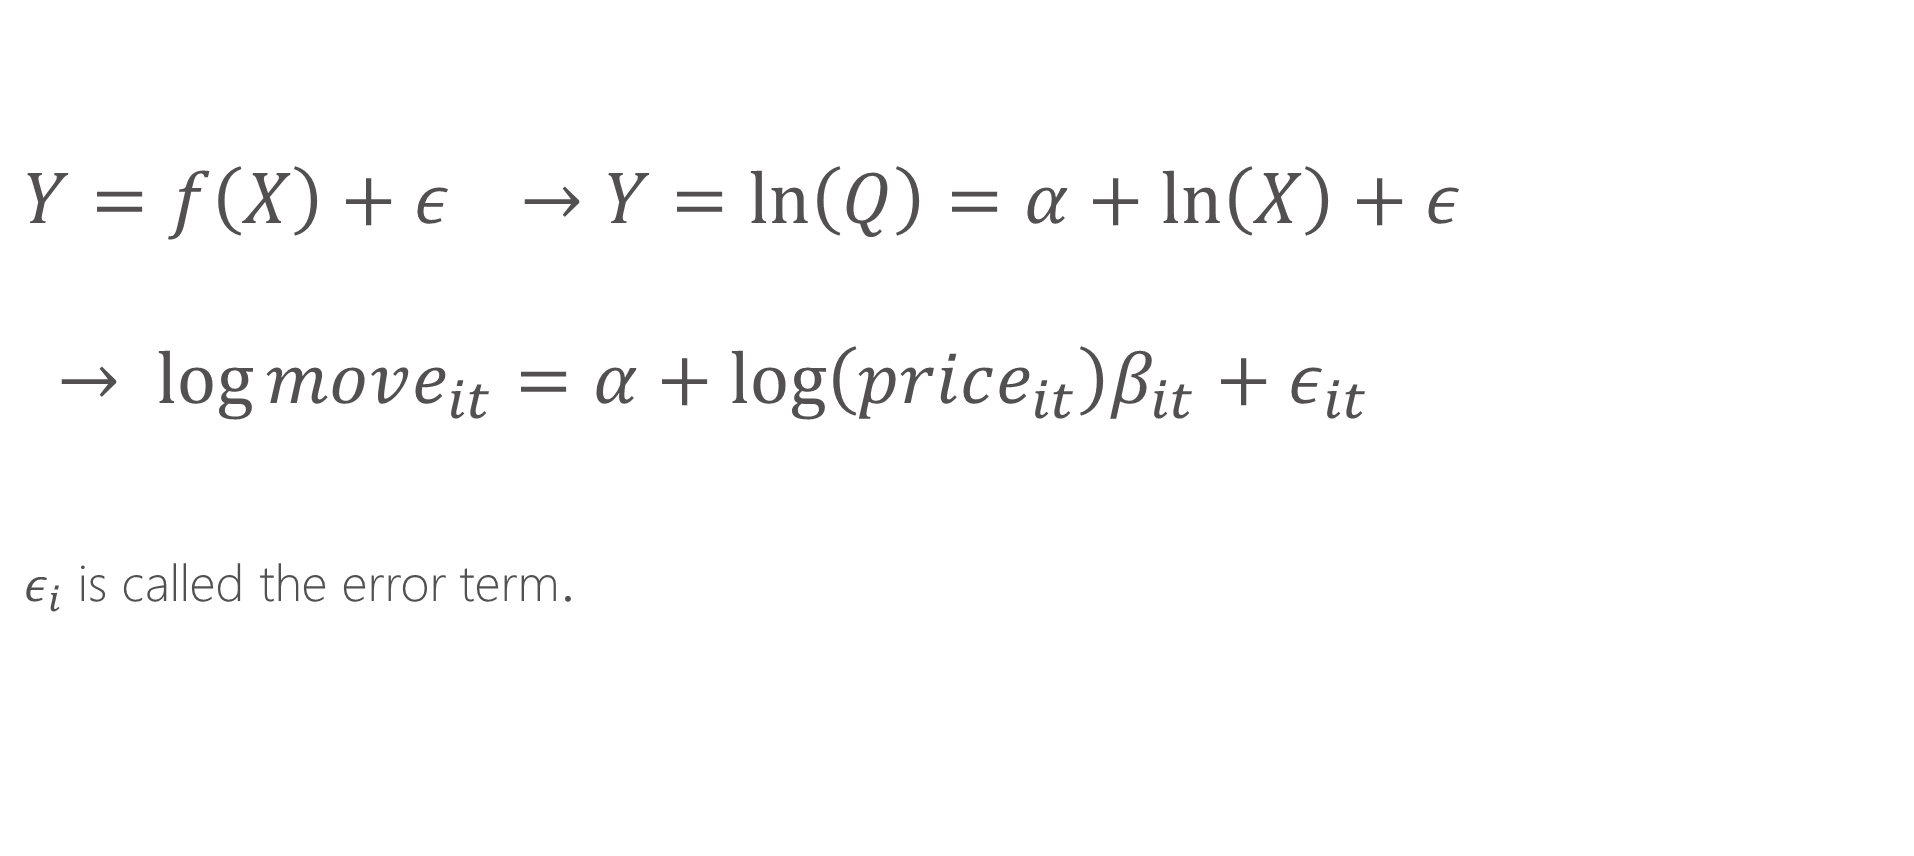 Y = f(X) + ϵ → Y = ln(Q) = α + ln(X) + ϵ
→ log move_it = α + log(price_it)β_it + ϵ_it
ϵ_i is called the error term.